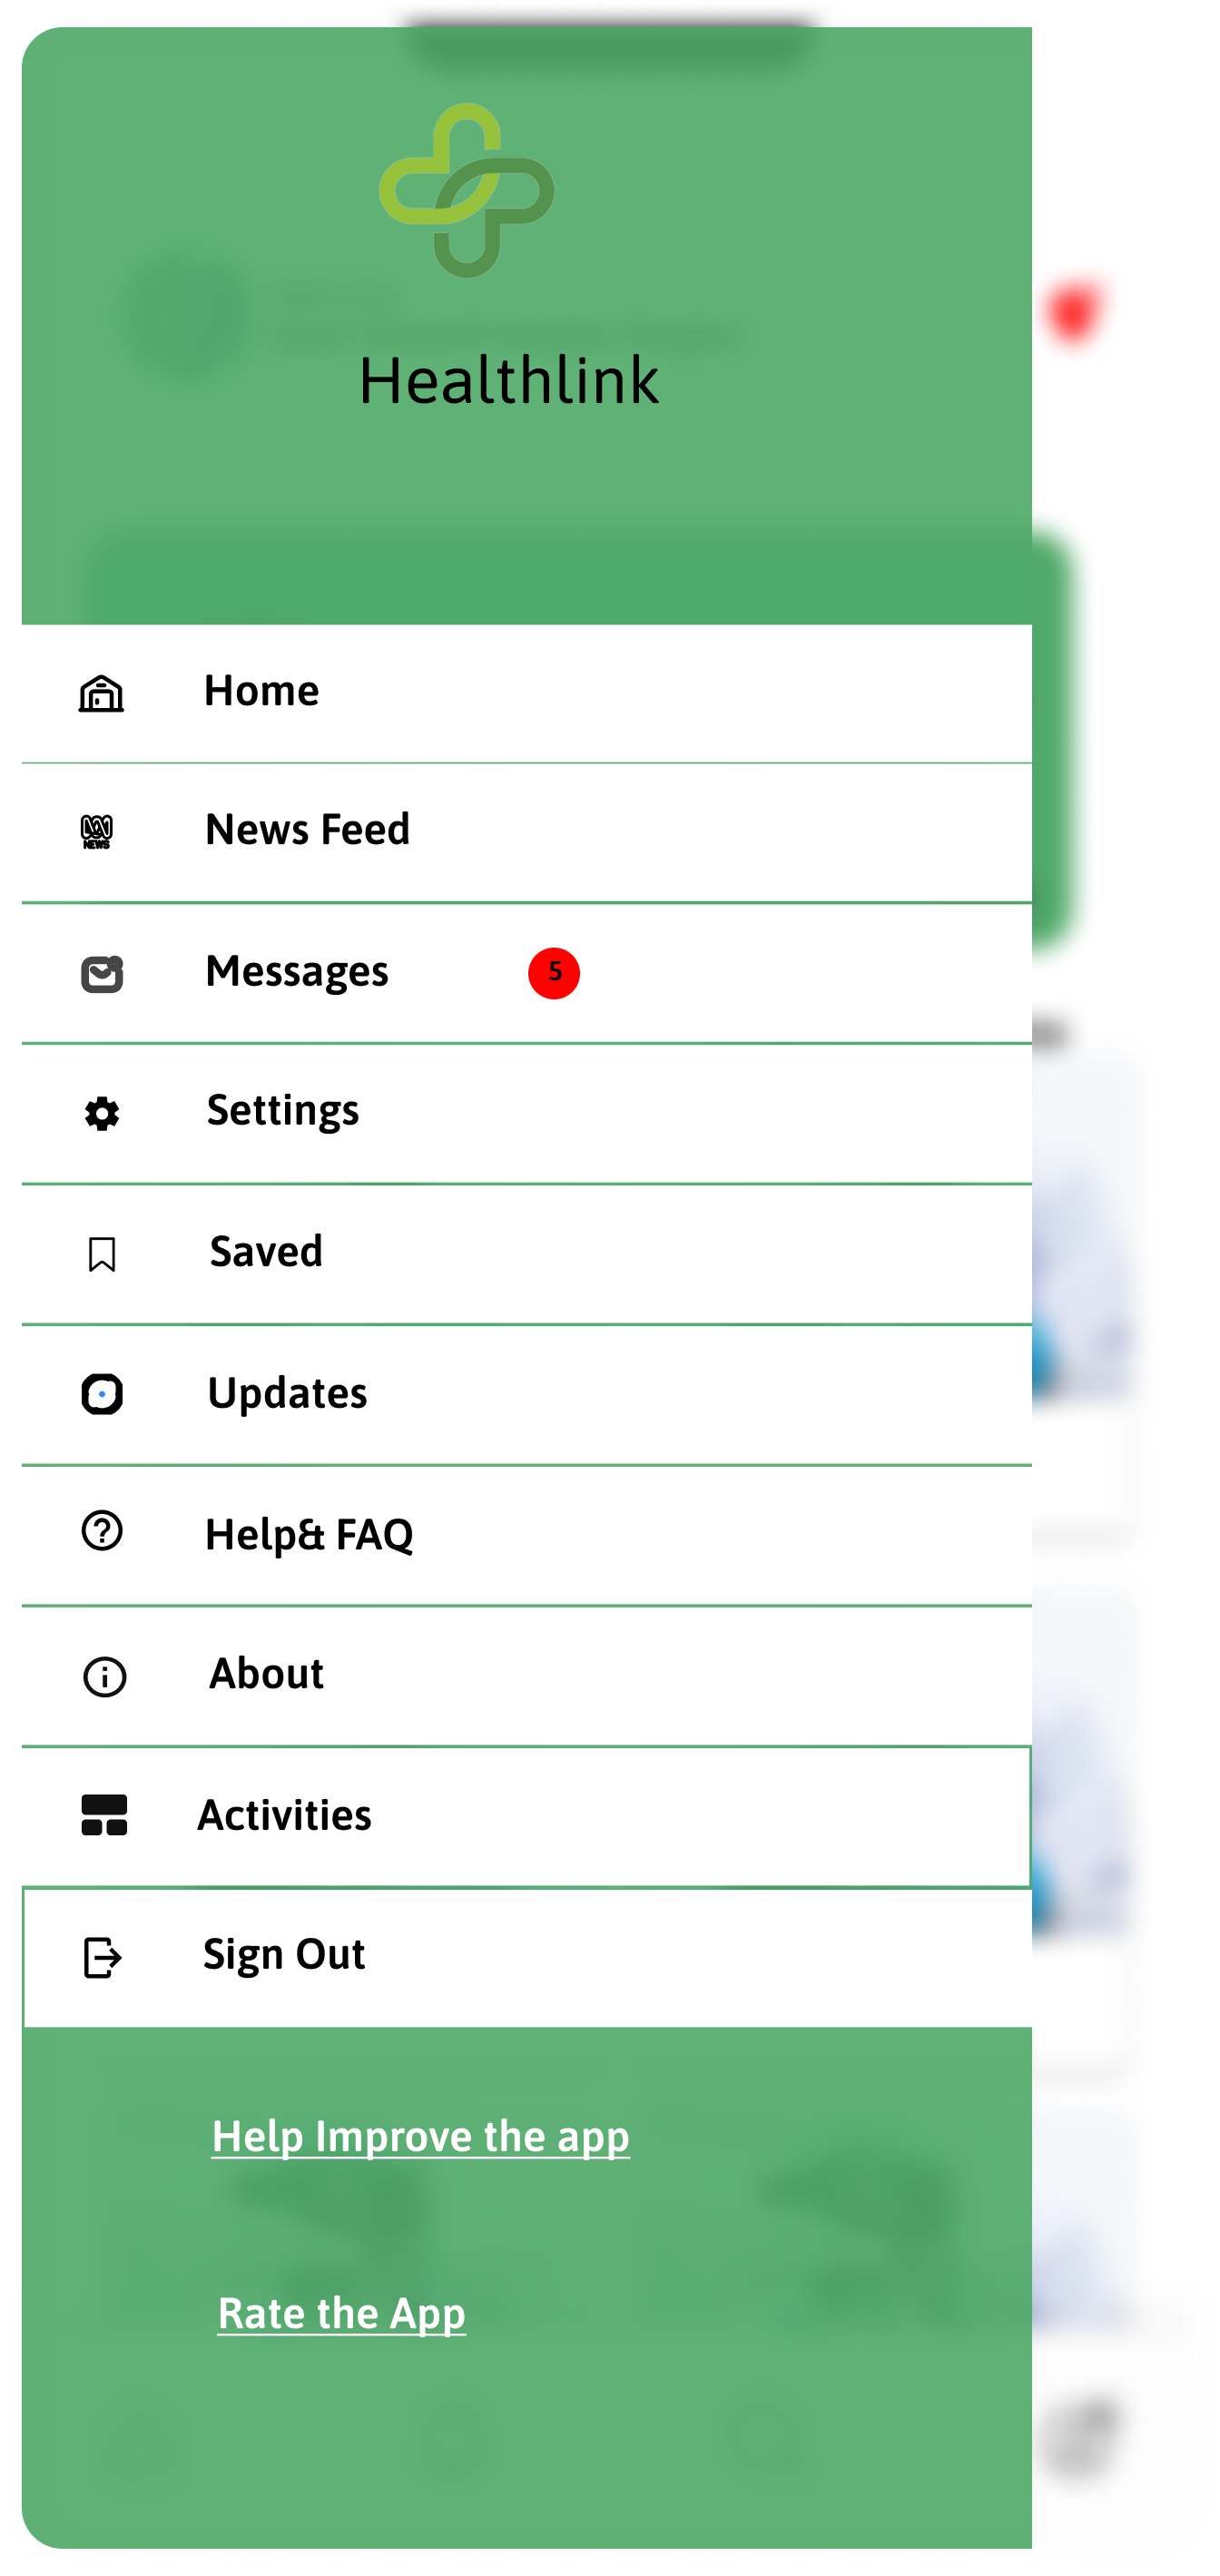 Healthlink
Home
NEWS
News Feed
Messages
5
Settings
Saved
Updates
Help& FAQ
About
Activities
Sign Out
Help Improve the app
Rate the App